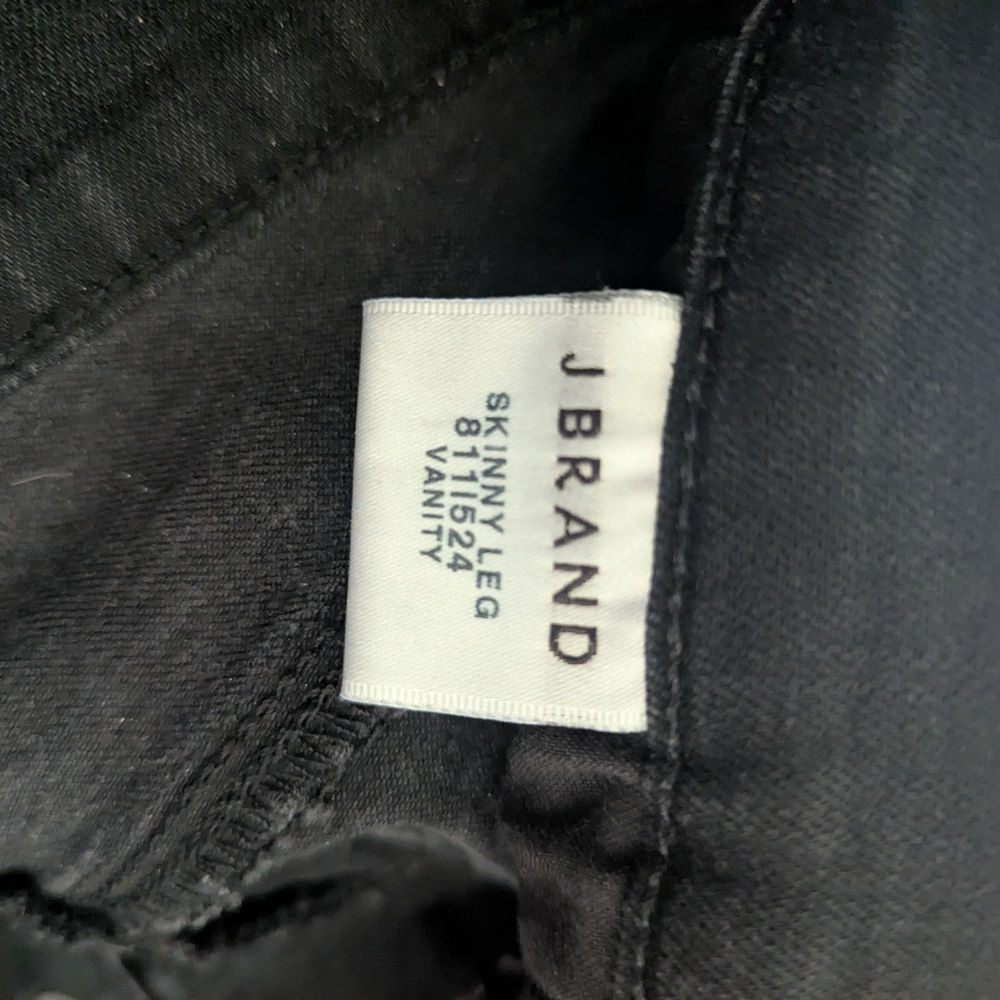 J BRAND
SKINNY LEG
811I524
VANITY